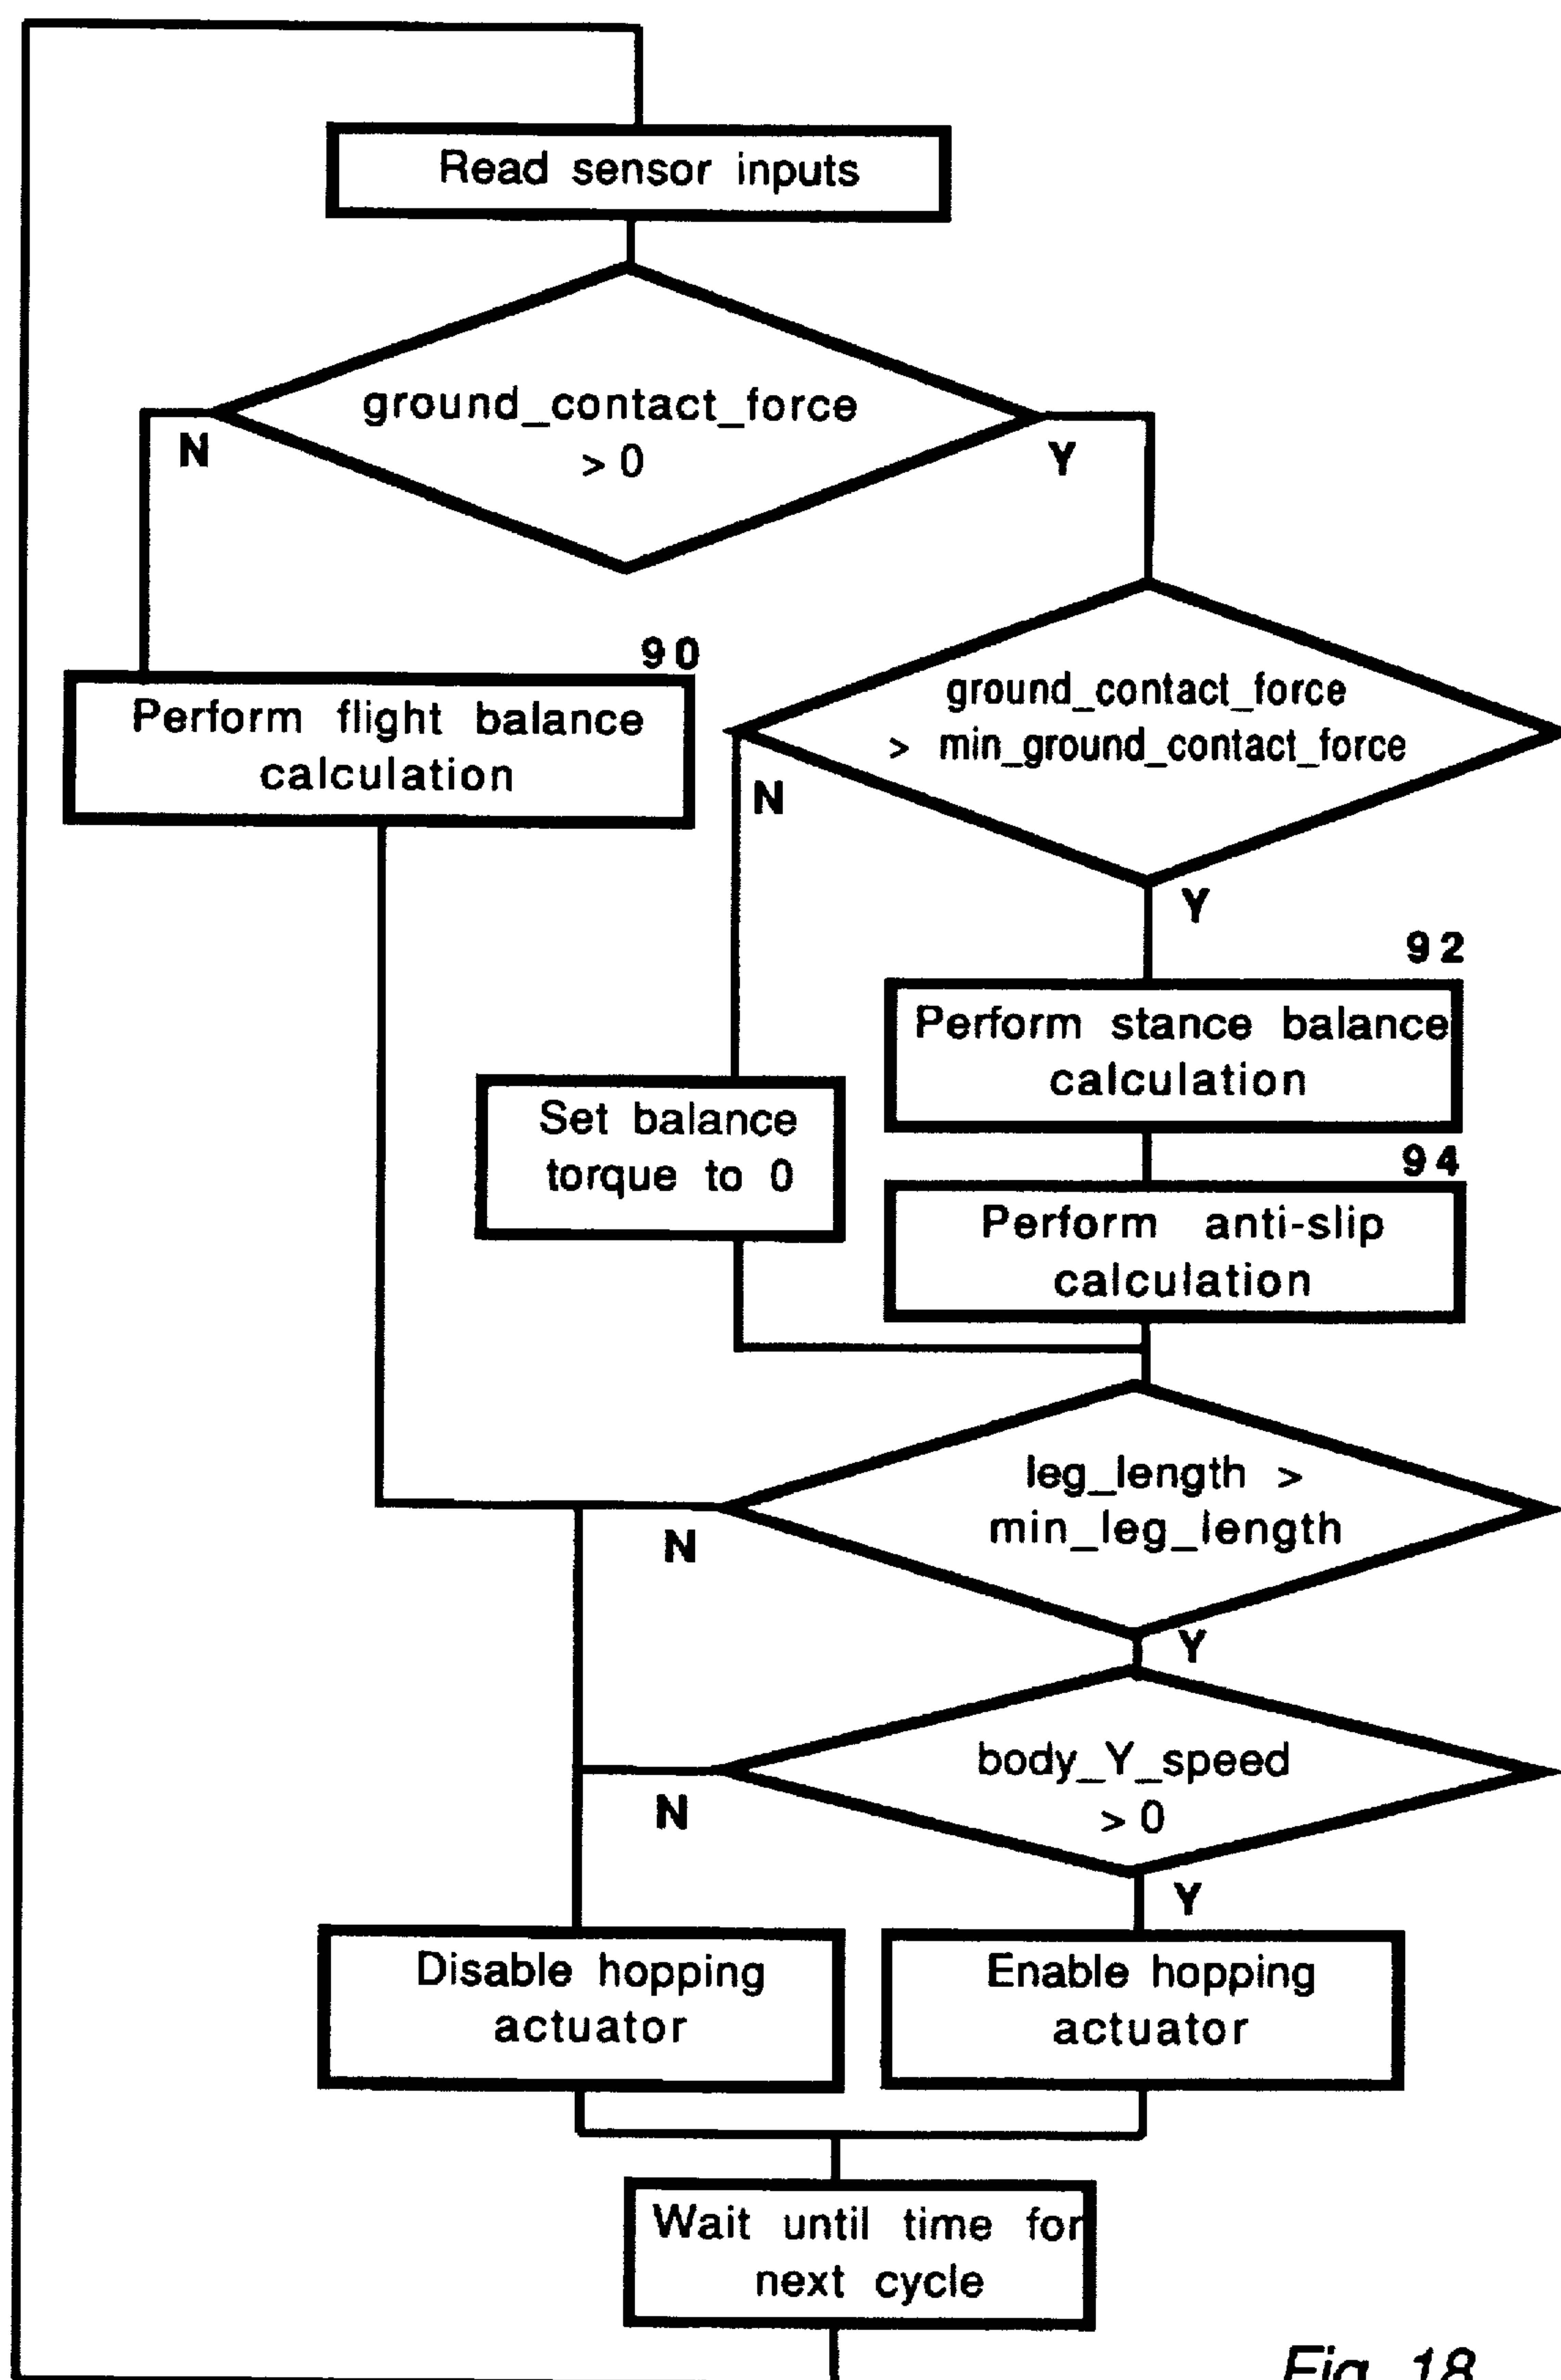 Read sensor inputs
ground_contact_force
> 0
N
Y
90
Perform flight balance
calculation
ground_contact_force
> min_ground_contact_force
N
Y
92
Perform stance balance
calculation
Set balance
torque to 0
94
Perform anti-slip
calculation
leg_length >
min_leg_length
N
Y
body_Y_speed
> 0
N
Y
Disable hopping
actuator
Enable hopping
actuator
Wait until time for
next cycle
Fig. 18